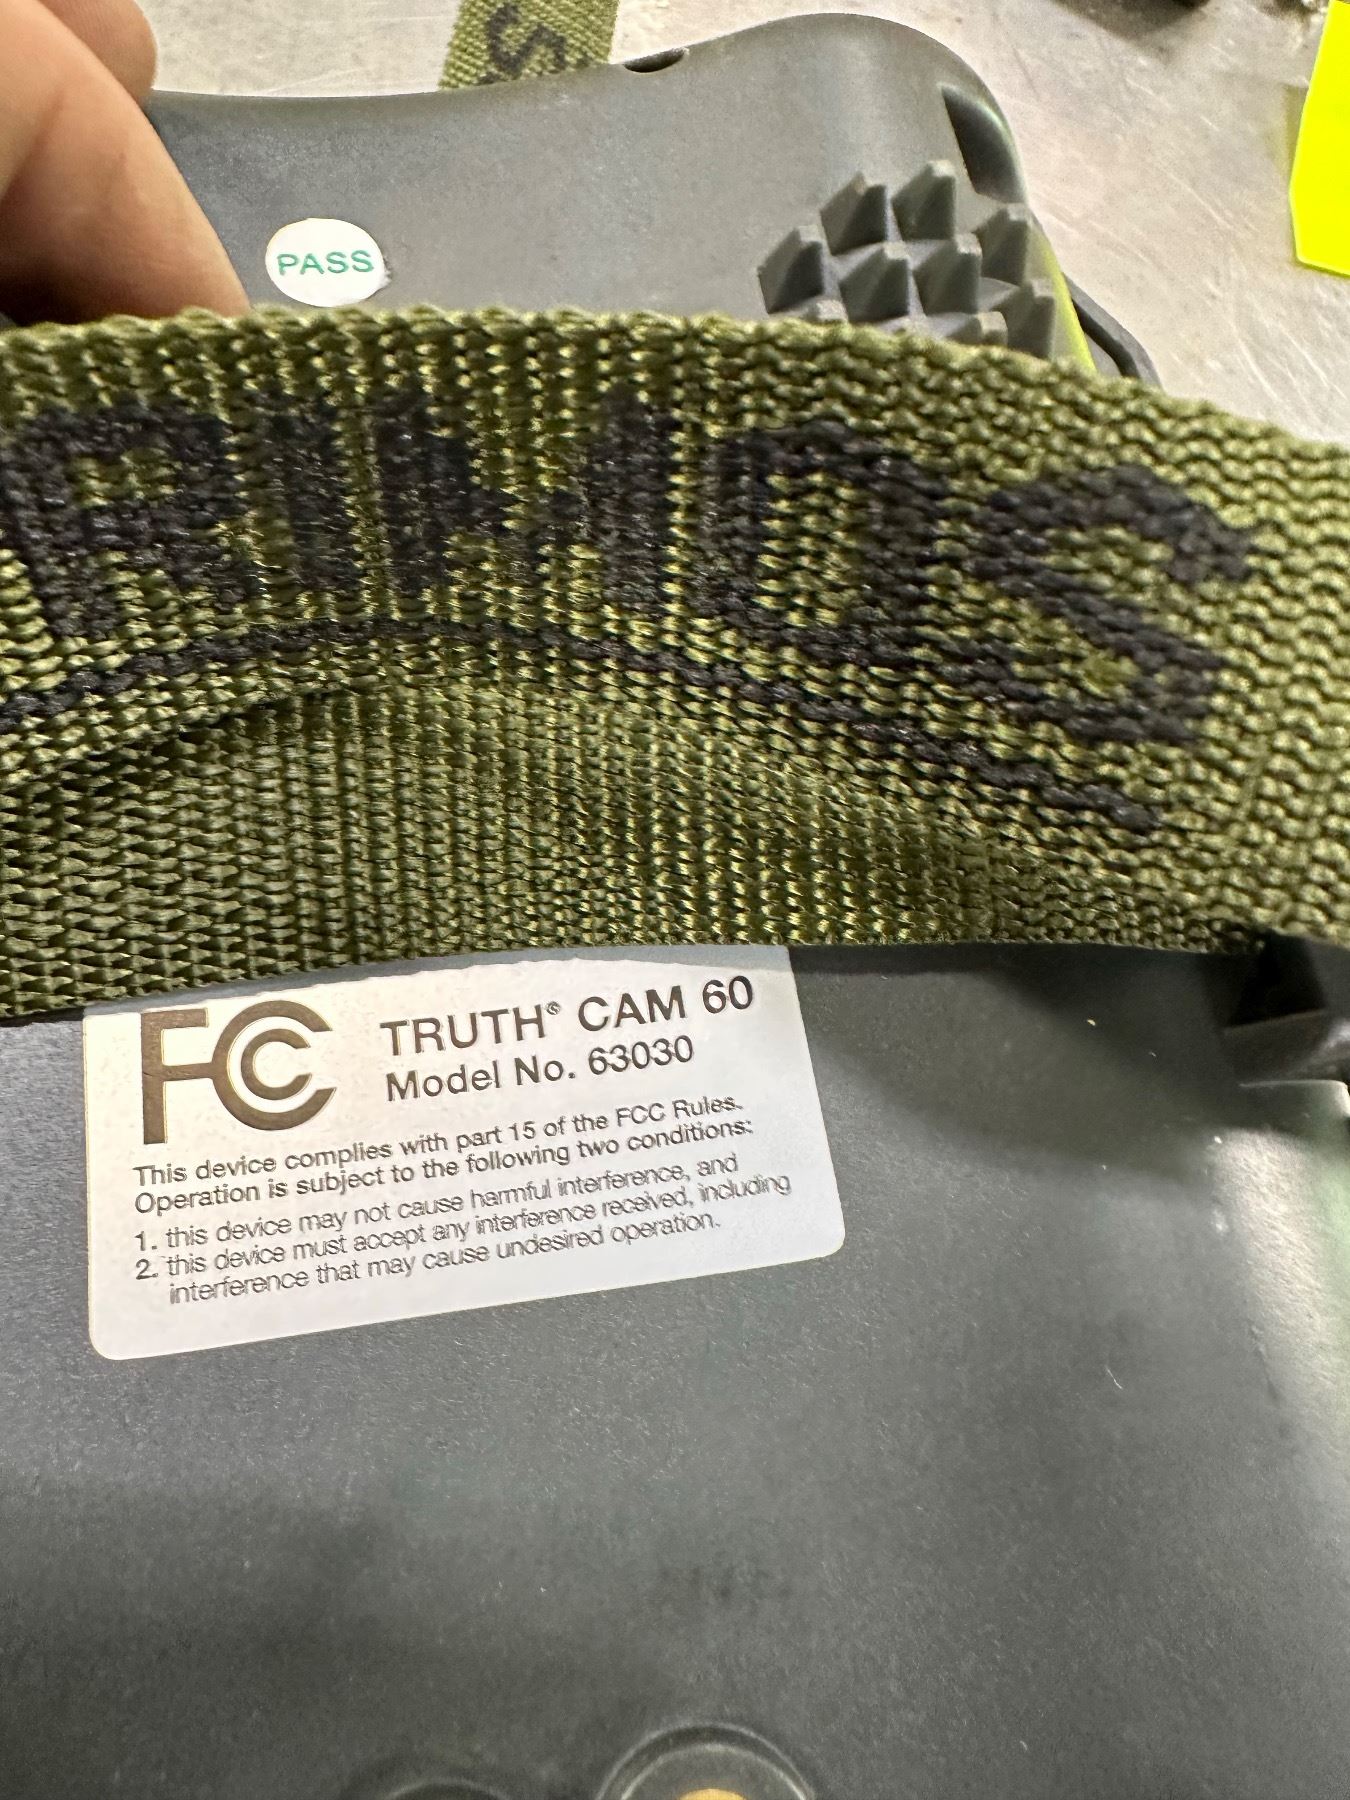 S
PASS
PRIMOS
FC
TRUTH® CAM 60
Model No. 63030
This device complies with part 15 of the FCC Rules.
Operation is subject to the following two conditions:
1. this device may not cause harmful interference, and
2. this device must accept any interference received, including
interference that may cause undesired operation.